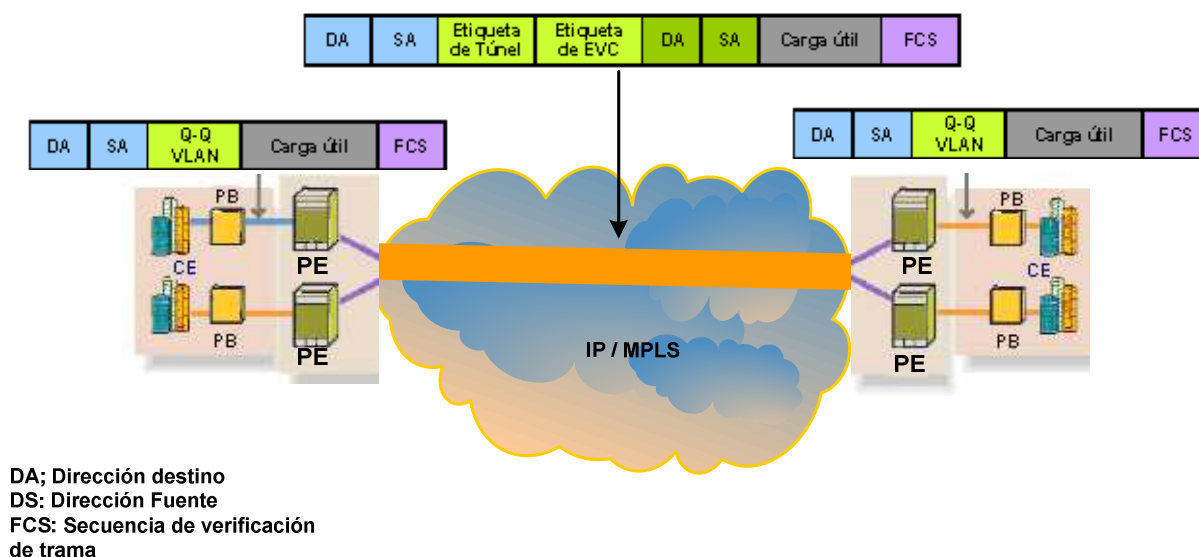 DA SA Etiqueta de Túnel Etiqueta de EVC DA SA Carga útil FCS
DA SA Q-Q VLAN Carga útil FCS
DA SA Q-Q VLAN Carga útil FCS
PB
PB
CE
PE
PE
CE
PB
PE
IP / MPLS
PE
PB
DA; Dirección destino
DS: Dirección Fuente
FCS: Secuencia de verificación
de trama